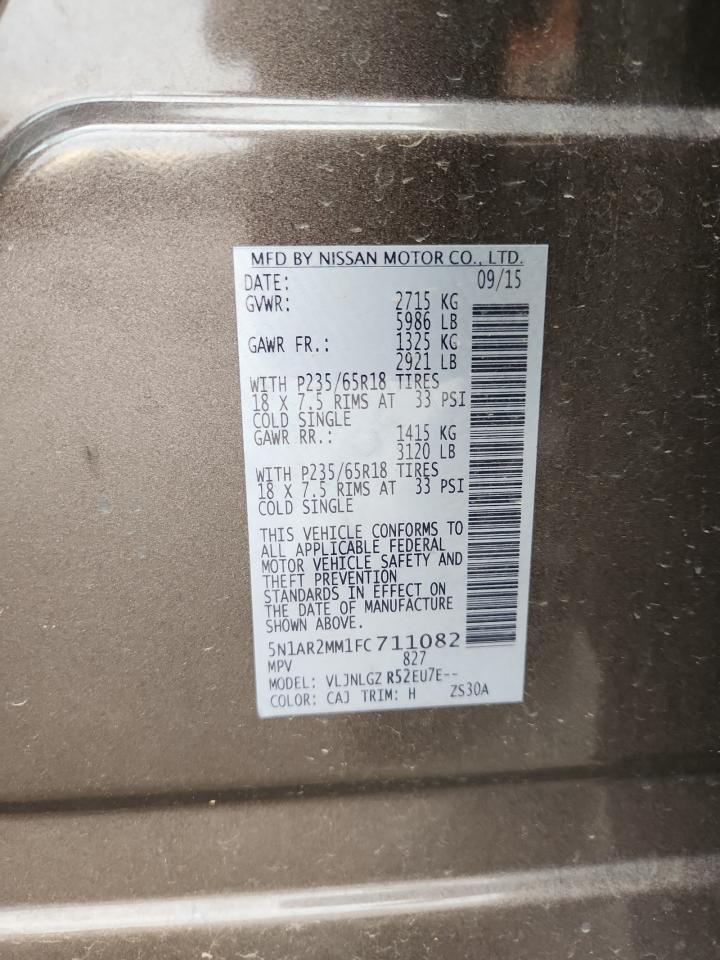 MFD BY NISSAN MOTOR CO., LTD.
DATE: 09/15
GVWR: 2715 KG
5986 LB
GAWR FR.: 1325 KG
2921 LB
WITH P235/65R18 TIRES
18 X 7.5 RIMS AT 33 PSI
COLD SINGLE
GAWR RR.: 1415 KG
3120 LB
WITH P235/65R18 TIRES
18 X 7.5 RIMS AT 33 PSI
COLD SINGLE
THIS VEHICLE CONFORMS TO
ALL APPLICABLE FEDERAL
MOTOR VEHICLE SAFETY AND
THEFT PREVENTION
STANDARDS IN EFFECT ON
THE DATE OF MANUFACTURE
SHOWN ABOVE.
5N1AR2MM1FC711082
MPV 827
MODEL: VLJNLGZ R52EU7E--
COLOR: CAJ TRIM: H ZS30A